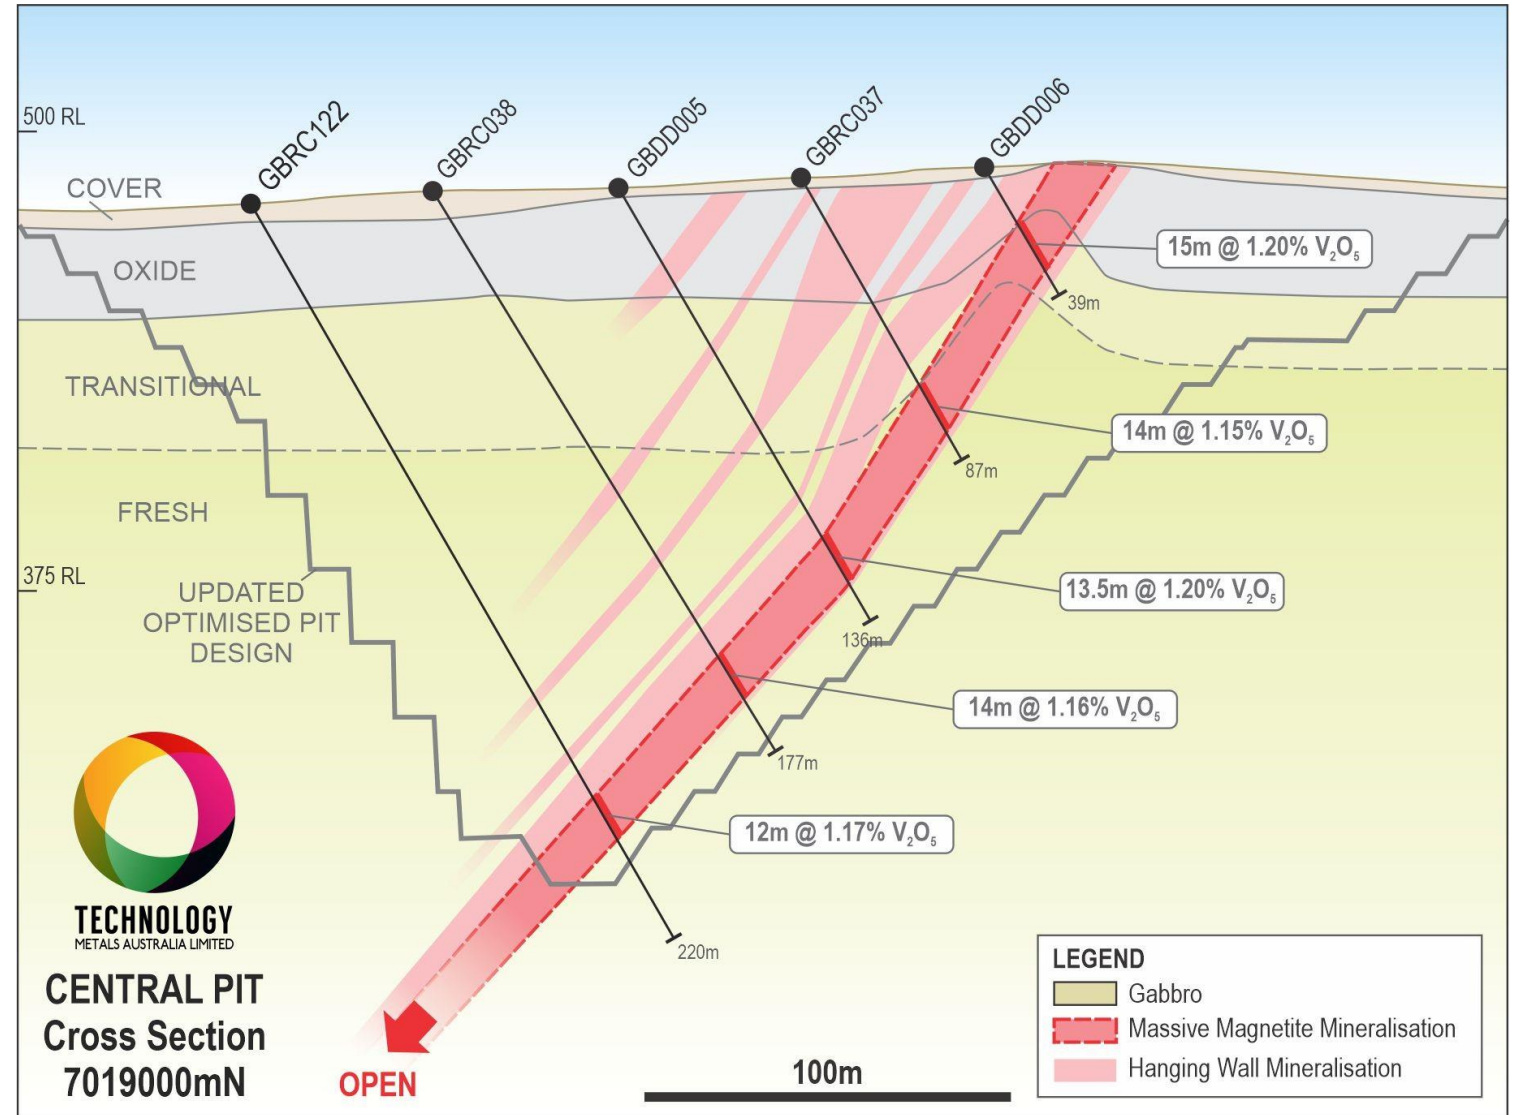 500 RL
GBRC122
GBRC038
GBDD005
GBRC037
GBDD006
COVER
OXIDE
15m @ 1.20% V₂O₅
39m
TRANSITIONAL
14m @ 1.15% V₂O₅
87m
FRESH
375 RL
UPDATED
OPTIMISED PIT
DESIGN
13.5m @ 1.20% V₂O₅
136m
14m @ 1.16% V₂O₅
177m
12m @ 1.17% V₂O₅
220m
TECHNOLOGY
METALS AUSTRALIA LIMITED
CENTRAL PIT
Cross Section
7019000mN
OPEN
100m
LEGEND
Gabbro
Massive Magnetite Mineralisation
Hanging Wall Mineralisation